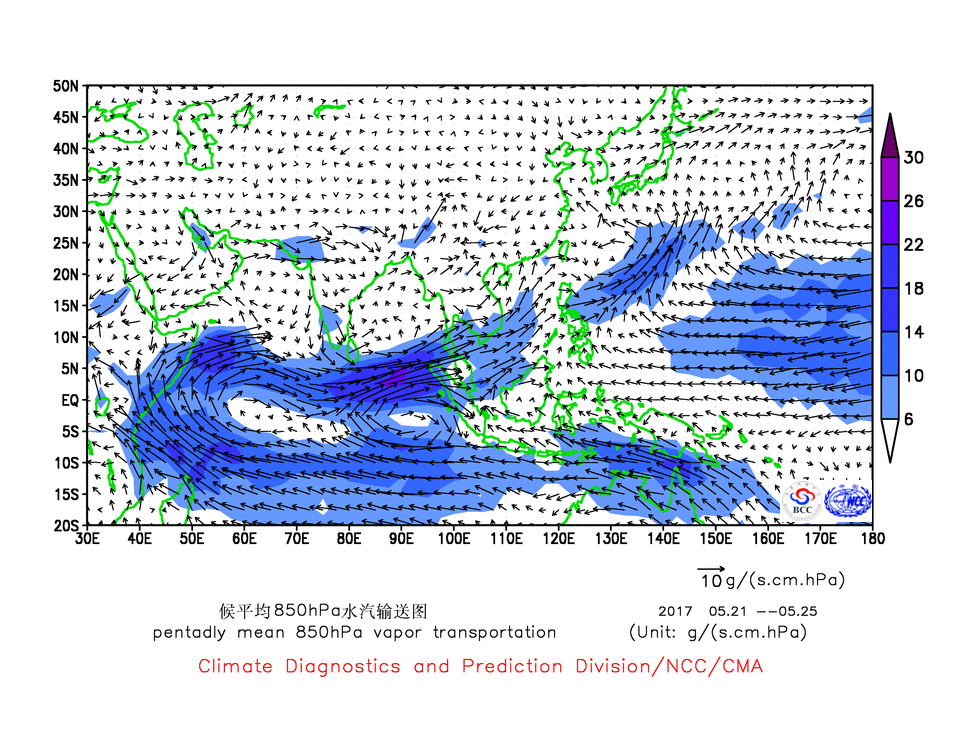 50N
45N
40N
35N
30N
25N
20N
15N
10N
5N
EQ
5S
10S
15S
20S
30E 40E 50E 60E 70E 80E 90E 100E 110E 120E 130E 140E 150E 160E 170E 180
30
26
22
18
14
10
6
BCC NCC
10 g/(s.cm.hPa)
候平均850hPa水汽输送图 2017 05.21 --05.25
pentadly mean 850hPa vapor transportation (Unit: g/(s.cm.hPa)
Climate Diagnostics and Prediction Division/NCC/CMA